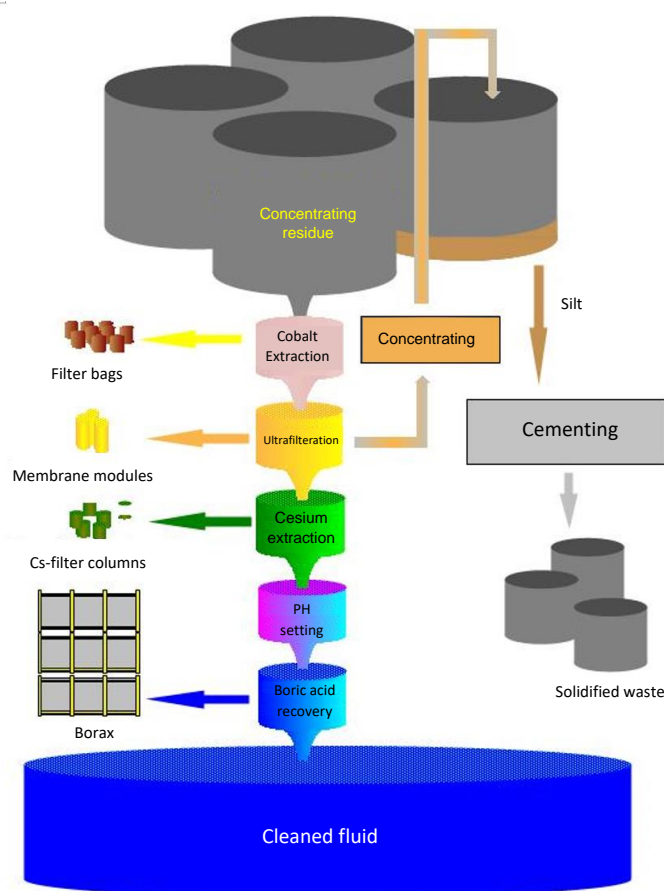 Concentrating
residue
Silt
Cobalt
Extraction
Concentrating
Filter bags
Ultrafilteration
Cementing
Membrane modules
Cesium
extraction
Cs-filter columns
PH
setting
Boric acid
recovery
Solidified waste
Borax
Cleaned fluid